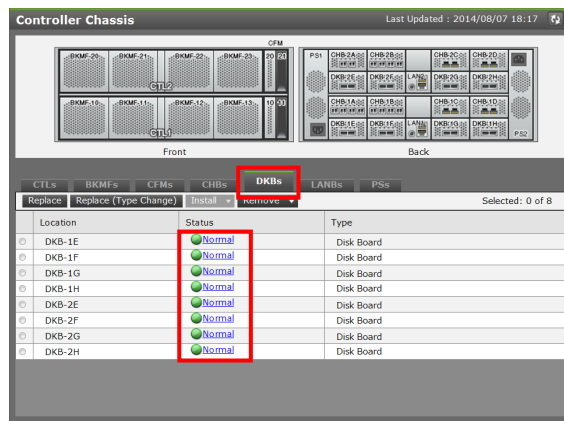 Controller Chassis
Last Updated : 2014/08/07 18:17
CFM
BKMF-20 BKMF-21 BKMF-22 BKMF-23 20 21
CTL2
BKMF-10 BKMF-11 BKMF-12 BKMF-13 10
CTL1
Front
PS1 CHB-2A CHB-2B CHB-2C CHB-2D
DKB-2E DKB-2F LAN2 DKB-2G DKB-2H
CHB-1A CHB-1B CHB-1C CHB-1D
DKB-1E DKB-1F LAN1 DKB-1G DKB-1H PS2
Back
CTLs BKMFs CFMs CHBs DKBs LANBs PSs
Replace Replace (Type Change) Install Remove Selected: 0 of 8
Location Status Type
DKB-1E Normal Disk Board
DKB-1F Normal Disk Board
DKB-1G Normal Disk Board
DKB-1H Normal Disk Board
DKB-2E Normal Disk Board
DKB-2F Normal Disk Board
DKB-2G Normal Disk Board
DKB-2H Normal Disk Board